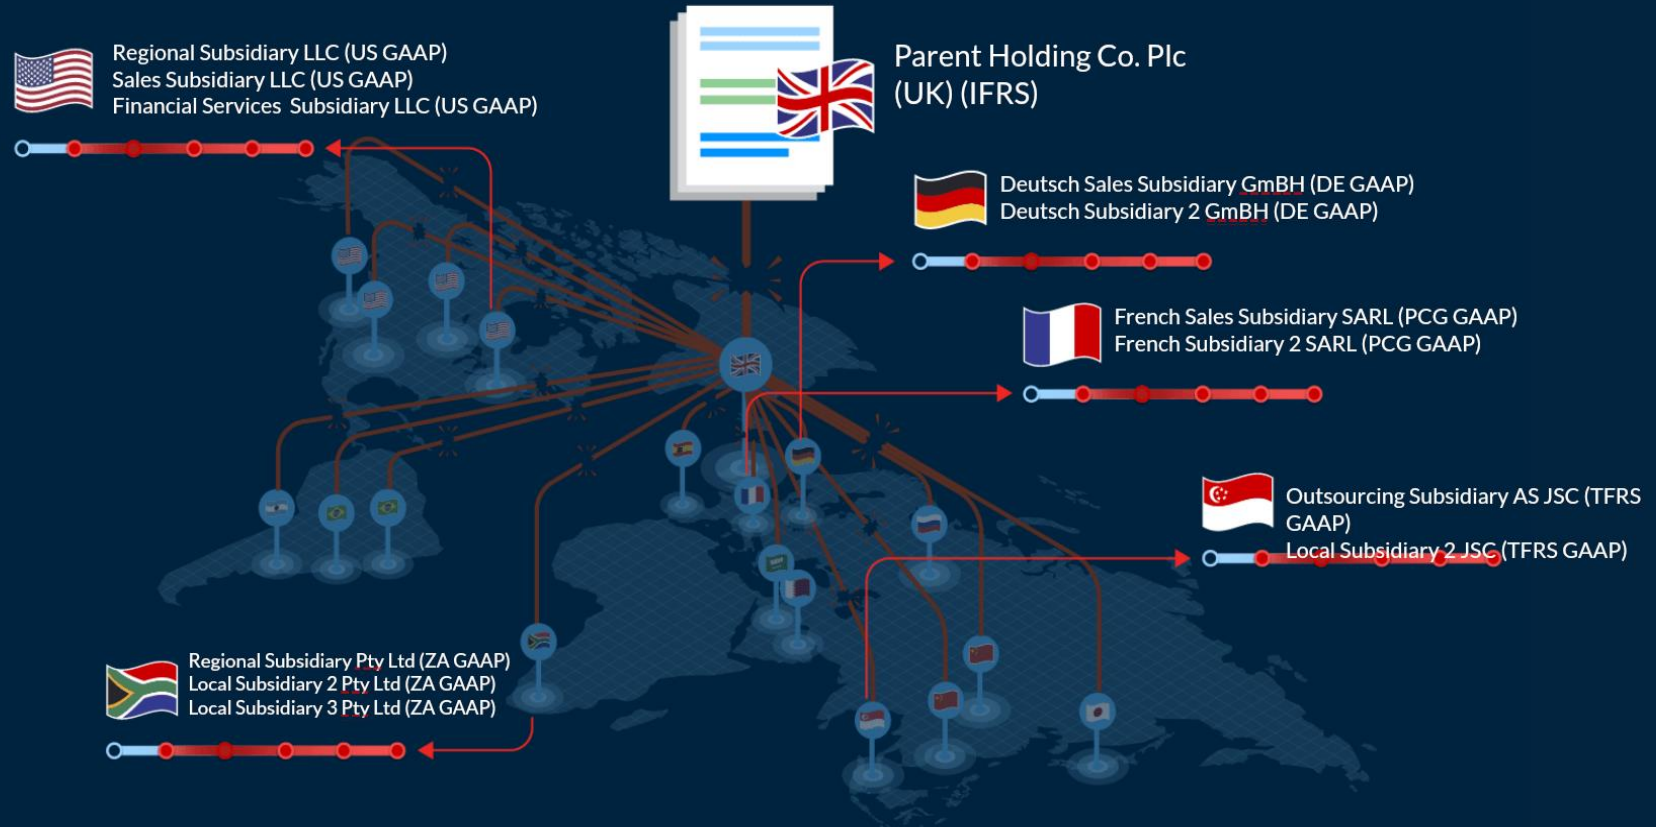 Regional Subsidiary LLC (US GAAP)
Sales Subsidiary LLC (US GAAP)
Financial Services  Subsidiary LLC (US GAAP)
Parent Holding Co. Plc
(UK) (IFRS)
Deutsch Sales Subsidiary GmBH (DE GAAP)
Deutsch Subsidiary 2 GmBH (DE GAAP)
French Sales Subsidiary SARL (PCG GAAP)
French Subsidiary 2 SARL (PCG GAAP)
Outsourcing Subsidiary AS JSC (TFRS
GAAP)
Local Subsidiary 2 JSC (TFRS GAAP)
Regional Subsidiary Pty Ltd (ZA GAAP)
Local Subsidiary 2 Pty Ltd (ZA GAAP)
Local Subsidiary 3 Pty Ltd (ZA GAAP)